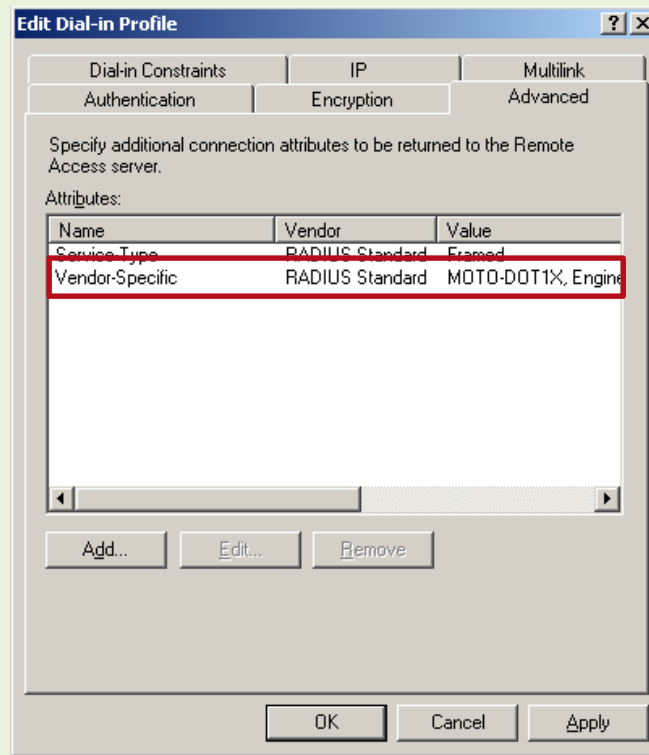 Edit Dial-in Profile
Dial-in Constraints IP Multilink
Authentication Encryption Advanced
Specify additional connection attributes to be returned to the Remote
Access server.
Attributes:
Name Vendor Value
Service-Type RADIUS Standard Framed
Vendor-Specific RADIUS Standard MOTO-DOT1X, Engine
Add... Edit... Remove
OK Cancel Apply